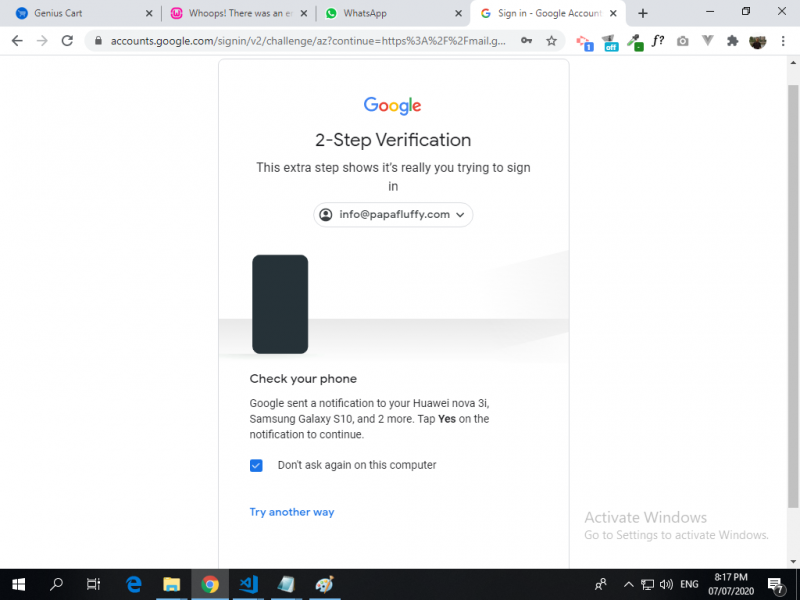 Genius Cart
Whoops! There was an e
WhatsApp
Sign in - Google Account
accounts.google.com/signin/v2/challenge/az?continue=https%3A%2F%2Fmail.g...
1
off
f?
Google
2-Step Verification
This extra step shows it's really you trying to sign
in
info@papafluffy.com
Check your phone
Google sent a notification to your Huawei nova 3i,
Samsung Galaxy S10, and 2 more. Tap Yes on the
notification to continue.
Don't ask again on this computer
Try another way
Activate Windows
Go to Settings to activate Windows.
ENG
8:17 PM
07/07/2020
7